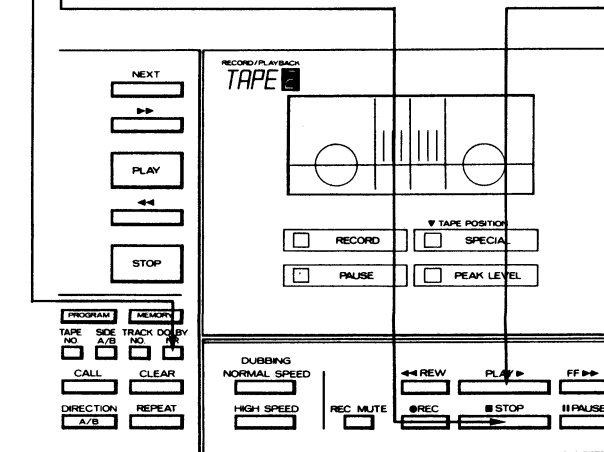 NEXT
▶▶
PLAY
◀◀
STOP
PROGRAM MEMORY
TAPE NO. SIDE A/B TRACK NO. DOLBY NR
CALL CLEAR
DIRECTION REPEAT
A/B
RECORD/PLAYBACK
TAPE 2
▼ TAPE POSITION
RECORD SPECIAL
PAUSE PEAK LEVEL
DUBBING
NORMAL SPEED
HIGH SPEED
REC MUTE
◀◀ REW PLAY ▶ FF ▶▶
●REC ■ STOP II PAUSE